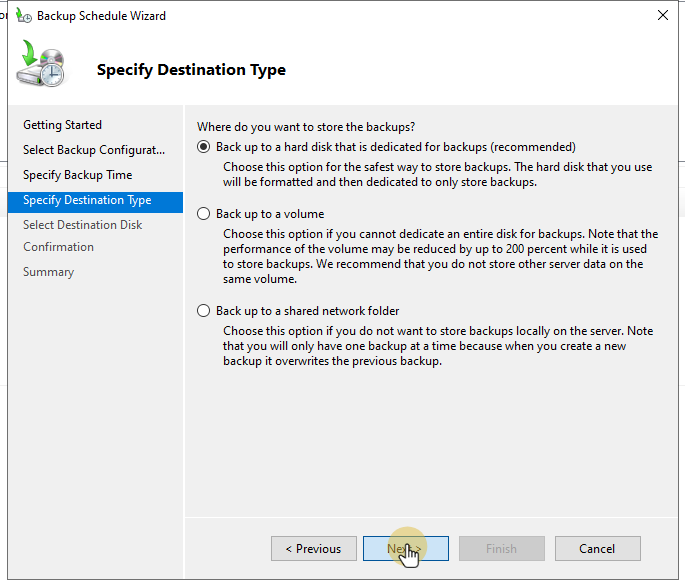 Backup Schedule Wizard
Specify Destination Type
Getting Started
Select Backup Configurat...
Specify Backup Time
Specify Destination Type
Select Destination Disk
Confirmation
Summary
Where do you want to store the backups?
Back up to a hard disk that is dedicated for backups (recommended)
Choose this option for the safest way to store backups. The hard disk that you use
will be formatted and then dedicated to only store backups.
Back up to a volume
Choose this option if you cannot dedicate an entire disk for backups. Note that the
performance of the volume may be reduced by up to 200 percent while it is used
to store backups. We recommend that you do not store other server data on the
same volume.
Back up to a shared network folder
Choose this option if you do not want to store backups locally on the server. Note
that you will only have one backup at a time because when you create a new
backup it overwrites the previous backup.
< Previous
Next >
Finish
Cancel